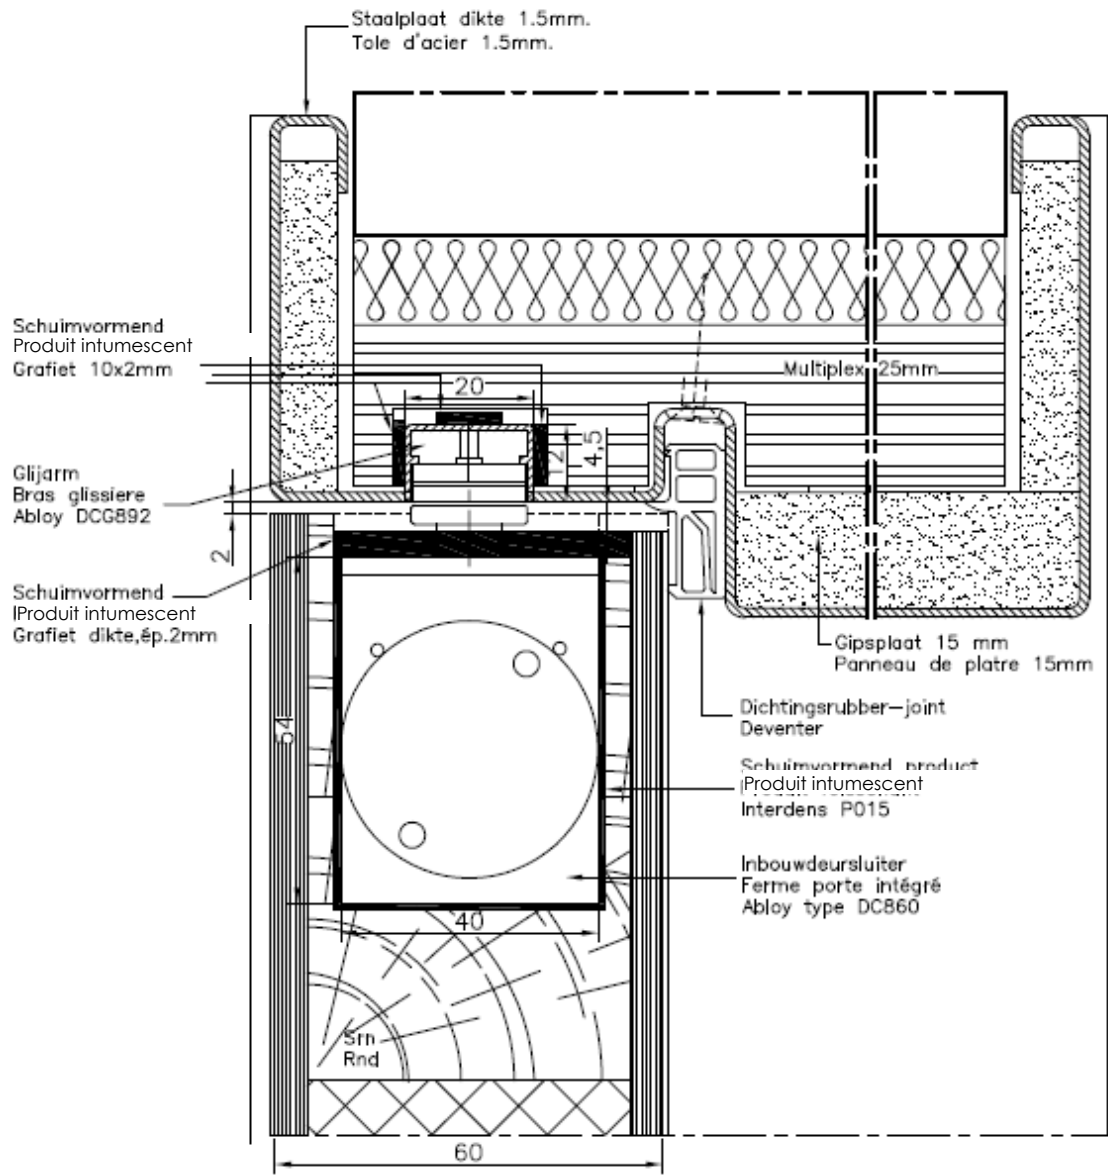 Staalplaat dikte 1.5mm.
Tole d'acier 1.5mm.
Schuimvormend
Produit intumescent
Grafiet 10x2mm
20
Multiplex 25mm
12
4,5
Glijarm
Bras glissiere
Abloy DCG892
2
Schuimvormend
Produit intumescent
Grafiet dikte,ép.2mm
Gipsplaat 15 mm
Panneau de platre 15mm
54
Dichtingsrubber-joint
Deventer
Schuimvormend product
Produit intumescent
Interdens P015
Inbouwdeursluiter
Ferme porte intégré
Abloy type DC860
40
Srn
Rnd
60